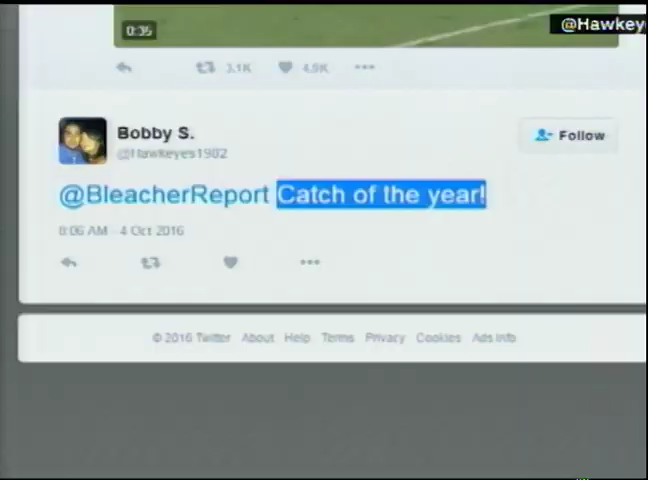 0:35
@Hawkey
3.1K 4.9K
Bobby S.
Follow
@Hawkeyes1982
@BleacherReport Catch of the year!
8:06 AM - 4 Oct 2016
© 2016 Twitter About Help Terms Privacy Cookies Ads info